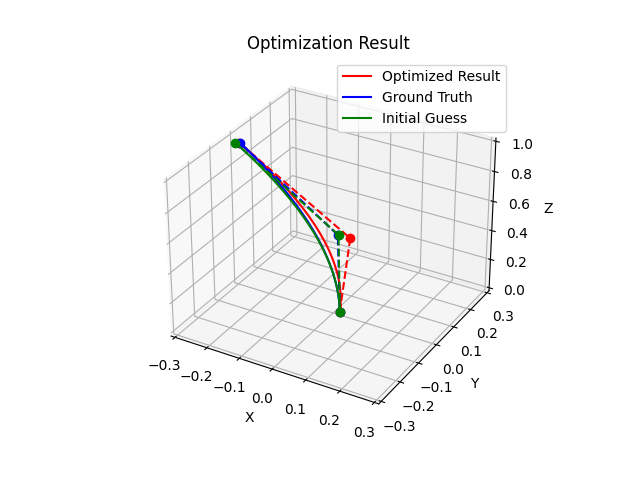 Optimization Result
Optimized Result
Ground Truth
Initial Guess
1.0
0.8
Z
0.6
0.4
0.2
0.0
0.3
0.2
0.1
0.0
Y
−0.1
−0.2
−0.3
−0.3
−0.2
−0.1
0.0
0.1
0.2
0.3
X